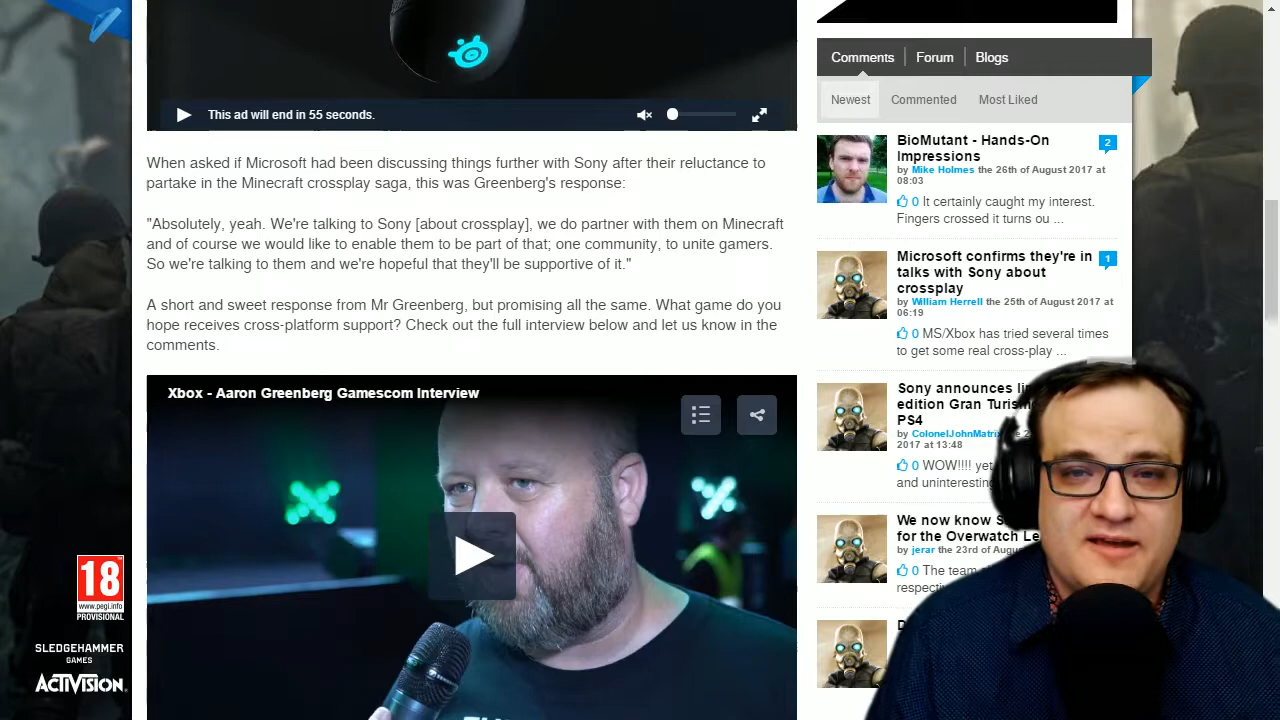 This ad will end in 55 seconds.
When asked if Microsoft had been discussing things further with Sony after their reluctance to
partake in the Minecraft crossplay saga, this was Greenberg's response:
"Absolutely, yeah. We're talking to Sony [about crossplay], we do partner with them on Minecraft
and of course we would like to enable them to be part of that; one community, to unite gamers.
So we're talking to them and we're hopeful that they'll be supportive of it."
A short and sweet response from Mr Greenberg, but promising all the same. What game do you
hope receives cross-platform support? Check out the full interview below and let us know in the
comments.
Xbox - Aaron Greenberg Gamescom Interview
18
www.pegi.info
PROVISIONAL
SLEDGEHAMMER
GAMES
ACTIVISION
Comments Forum Blogs
Newest Commented Most Liked
BioMutant - Hands-On
Impressions
2
by Mike Holmes the 26th of August 2017 at
08:03
0 It certainly caught my interest.
Fingers crossed it turns ou ...
Microsoft confirms they're in
talks with Sony about
crossplay
1
by William Herrell the 25th of August 2017 at
06:19
0 MS/Xbox has tried several times
to get some real cross-play ...
Sony announces
edition Gran
PS4
by
2017 at 13:48
0 WOW!!!! yet
and
We now know
for the Overwatch
by jerar the 23rd of
0 The team